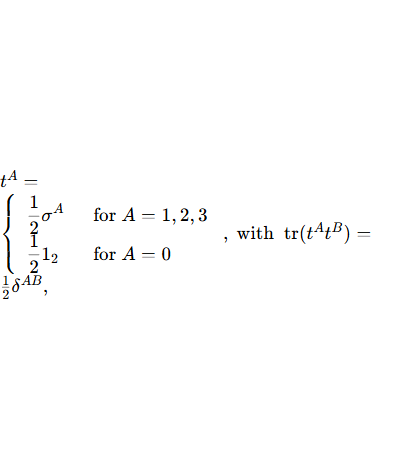 t^A =
{ 1/2 σ^A for A = 1, 2, 3
1/2 1_2 for A = 0 , with tr(t^A t^B) =
1/2 δ^{AB},